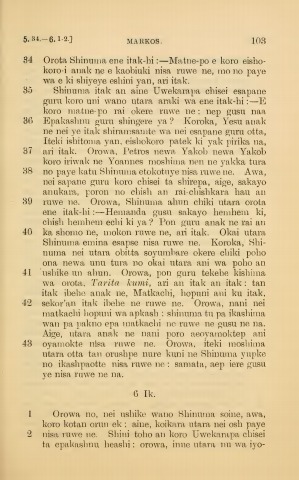 5. 34.—6. 1-2.] MARKOS. 103
34 Orota Shinuma ene itak-hi :—Matne-po e koro eisho-
koro-i anak ne e kaobiuki nisa ruwe ne, mo no paye
wa e ki shiyeye eshini yan, ari itak.
35 Shinuma itak an aine Uwekarapa chisei esapane
guru koro uni wano utara araki wa ene itak-hi :—E
koro matne-po rai okere ruwe ne : nep gusu na
36 Epakashnu guru shingere ya? Koroka, Yesu anak
ne nei ye itak shiramsamte wa nei esapane guru otta,
Iteki ishitoma yan, eishokoro patek ki yak pirika na,
37 ari itak. Orowa, Petros newa Yakob newa Yakob
koro iriwak ne Yoannes moshima nen ne yakka tura
38 no paye katu Shinuma etokotuye nisa ruwe ne. Awa,
nei sapane guru koro chisei ta shirepa, aige, sakayo
anukara, poron no chish an rai-chishkara hau an
39 ruwe ne. Orowa, Shinuma ahun chiki utara orota
ene itak-hi :—Hemanda gusu sakayo hemhem ki,
chish hemhem echi ki ya? Pon guru anak ne rai an
40 ka shomo ne, mokon ruwe ne, ari itak. Okai utara
Shinuma emina esapse nisa ruwe ne. Koroka, Shi-
numa nei utara obitta soyumbare okere chiki poho
ona newa unu tura no okai utara ani wa poho an
41 ushike un ahun. Orowa, pon guru tekehe kishima
wa orota, Tarita kumi, ari an itak an itak : tan
itak ibehe anak ne, Matkachi, hopuni ani ku itak,
42 sekor'an itak ibehe ne ruwe ne. Orowa, nani nei
matkachi hopuni wa apkash : shinuma tu pa ikashima
wan pa pakno epa matkachi ne ruwe ne gusu ne na.
Aige, utara anak ne nani poro aeoyamoktep ani
43 oyamokte nisa ruwe ne. Orowa, iteki moshima
utara otta tan orushpe nure kuni ne Shinuma yupke
no ikashpaotte nisa ruwe ne : samata, aep iere gusu
ye nisa ruwe ne na.
6 Ik.
1 Orowa no, nei ushike wano Shinuma soine, awa,
koro kotan orun ek ; aine, koikara utara nei osh paye
2 nisa ruwe ne. Shini toho an koro Uwekarapa chisei
ta epakashnu heashi : orowa, inne utara nu wa iyo-